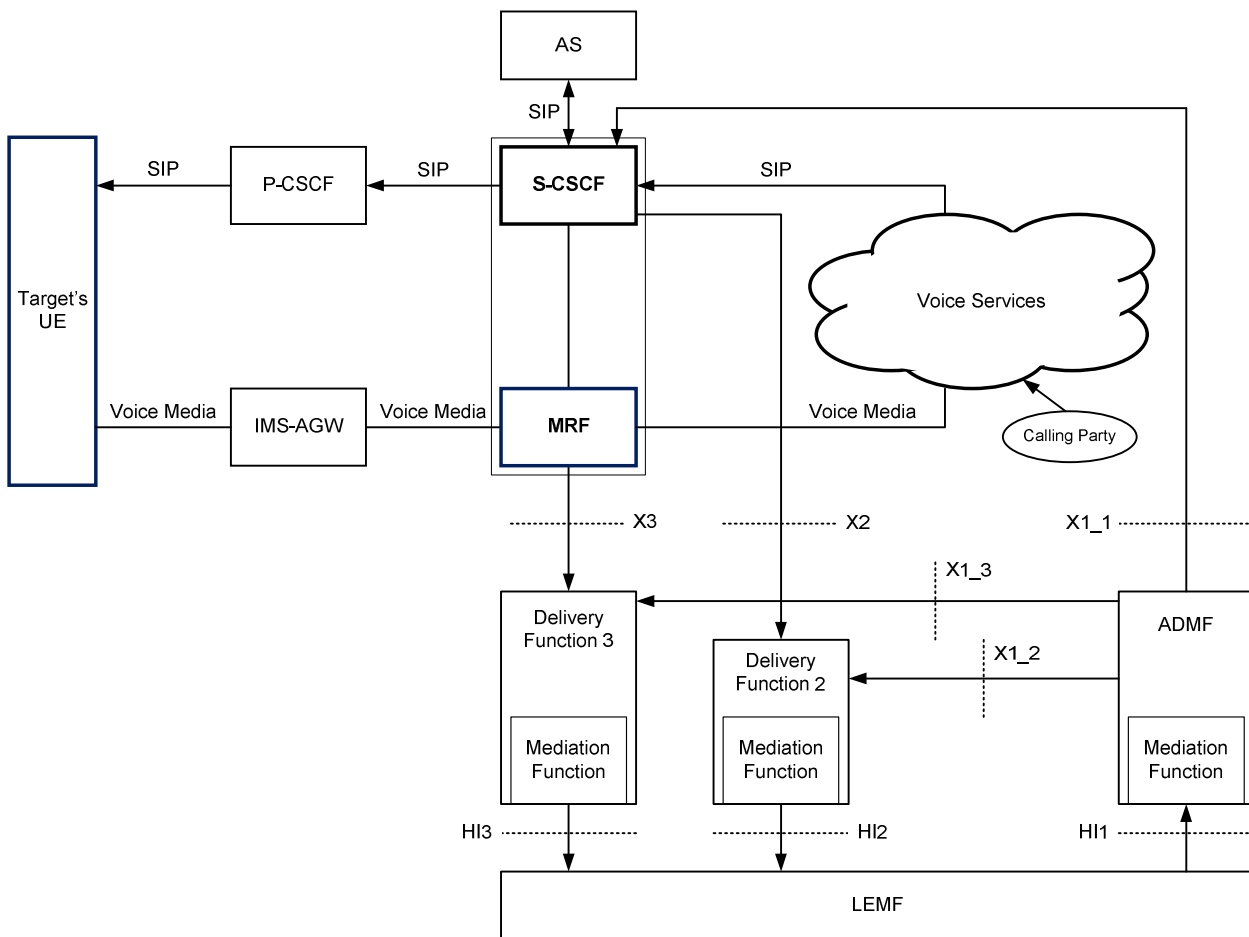 AS
SIP
SIP
SIP
SIP
P-CSCF
S-CSCF
Target's
UE
Voice Services
Voice Media
IMS-AGW
Voice Media
MRF
Voice Media
Calling Party
X3
X2
X1_1
X1_3
Delivery
Function 3
ADMF
X1_2
Delivery
Function 2
Mediation
Function
Mediation
Function
Mediation
Function
HI3
HI2
HI1
LEMF